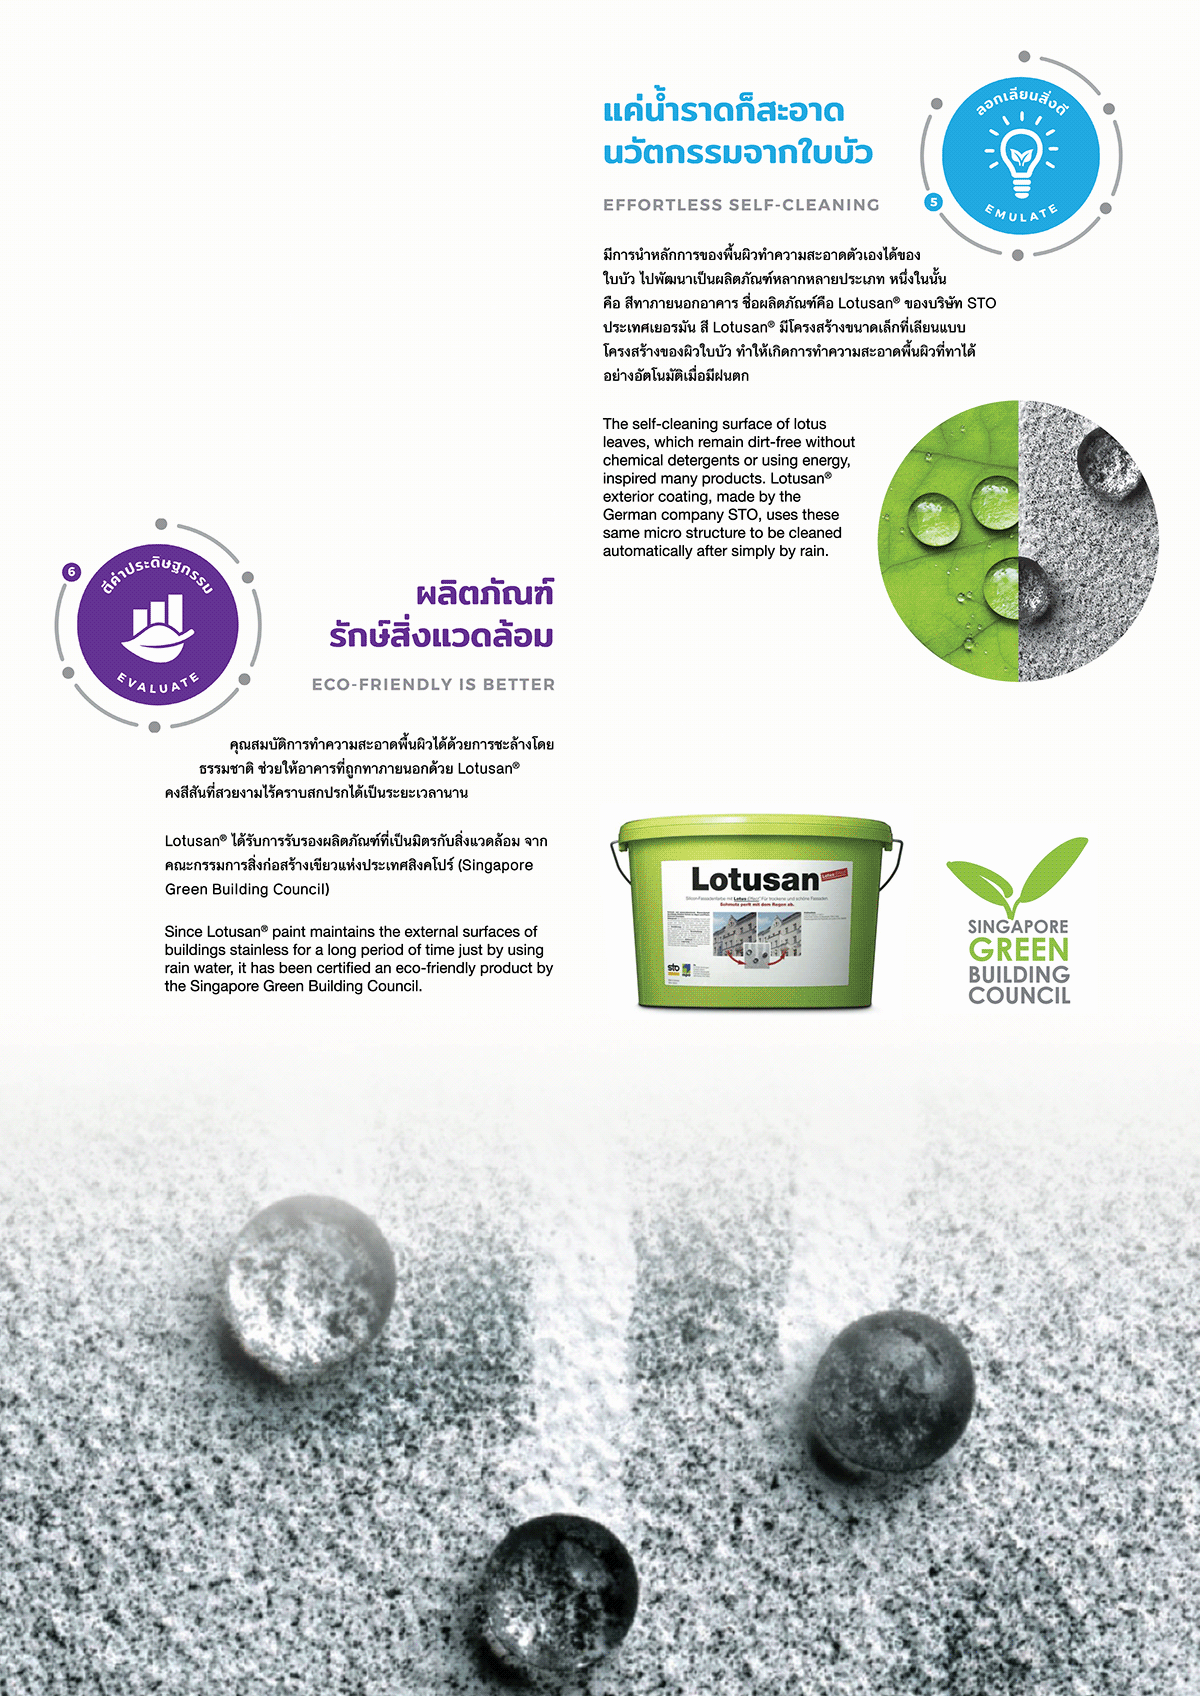 แค่น้ำราดก็สะอาด
นวัตกรรมจากใบบัว
EFFORTLESS SELF-CLEANING
ลอกเลียนสิ่งดี
EMULATE
5
มีการนำหลักการของพื้นผิวทำความสะอาดตัวเองได้ของ
ใบบัว ไปพัฒนาเป็นผลิตภัณฑ์หลากหลายประเภท หนึ่งในนั้น
คือ สีทาภายนอกอาคาร ชื่อผลิตภัณฑ์คือ Lotusan® ของบริษัท STO
ประเทศเยอรมัน สี Lotusan® มีโครงสร้างขนาดเล็กที่เลียนแบบ
โครงสร้างของผิวใบบัว ทำให้เกิดการทำความสะอาดพื้นผิวที่ทาได้
อย่างอัตโนมัติเมื่อมีฝนตก
The self-cleaning surface of lotus
leaves, which remain dirt-free without
chemical detergents or using energy,
inspired many products. Lotusan®
exterior coating, made by the
German company STO, uses these
same micro structure to be cleaned
automatically after simply by rain.
6
ตีค่าประดิษฐกรรม
EVALUATE
ผลิตภัณฑ์
รักษ์สิ่งแวดล้อม
ECO-FRIENDLY IS BETTER
คุณสมบัติการทำความสะอาดพื้นผิวได้ด้วยการชะล้างโดย
ธรรมชาติ ช่วยให้อาคารที่ถูกทาภายนอกด้วย Lotusan®
คงสีสันที่สวยงามไร้คราบสกปรกได้เป็นระยะเวลานาน
Lotusan® ได้รับการรับรองผลิตภัณฑ์ที่เป็นมิตรกับสิ่งแวดล้อม จาก
คณะกรรมการสิ่งก่อสร้างเขียวแห่งประเทศสิงคโปร์ (Singapore
Green Building Council)
Since Lotusan® paint maintains the external surfaces of
buildings stainless for a long period of time just by using
rain water, it has been certified an eco-friendly product by
the Singapore Green Building Council.
Lotusan
Schmutz perlt mit dem Regen ab.
sto
SINGAPORE
GREEN
BUILDING
COUNCIL